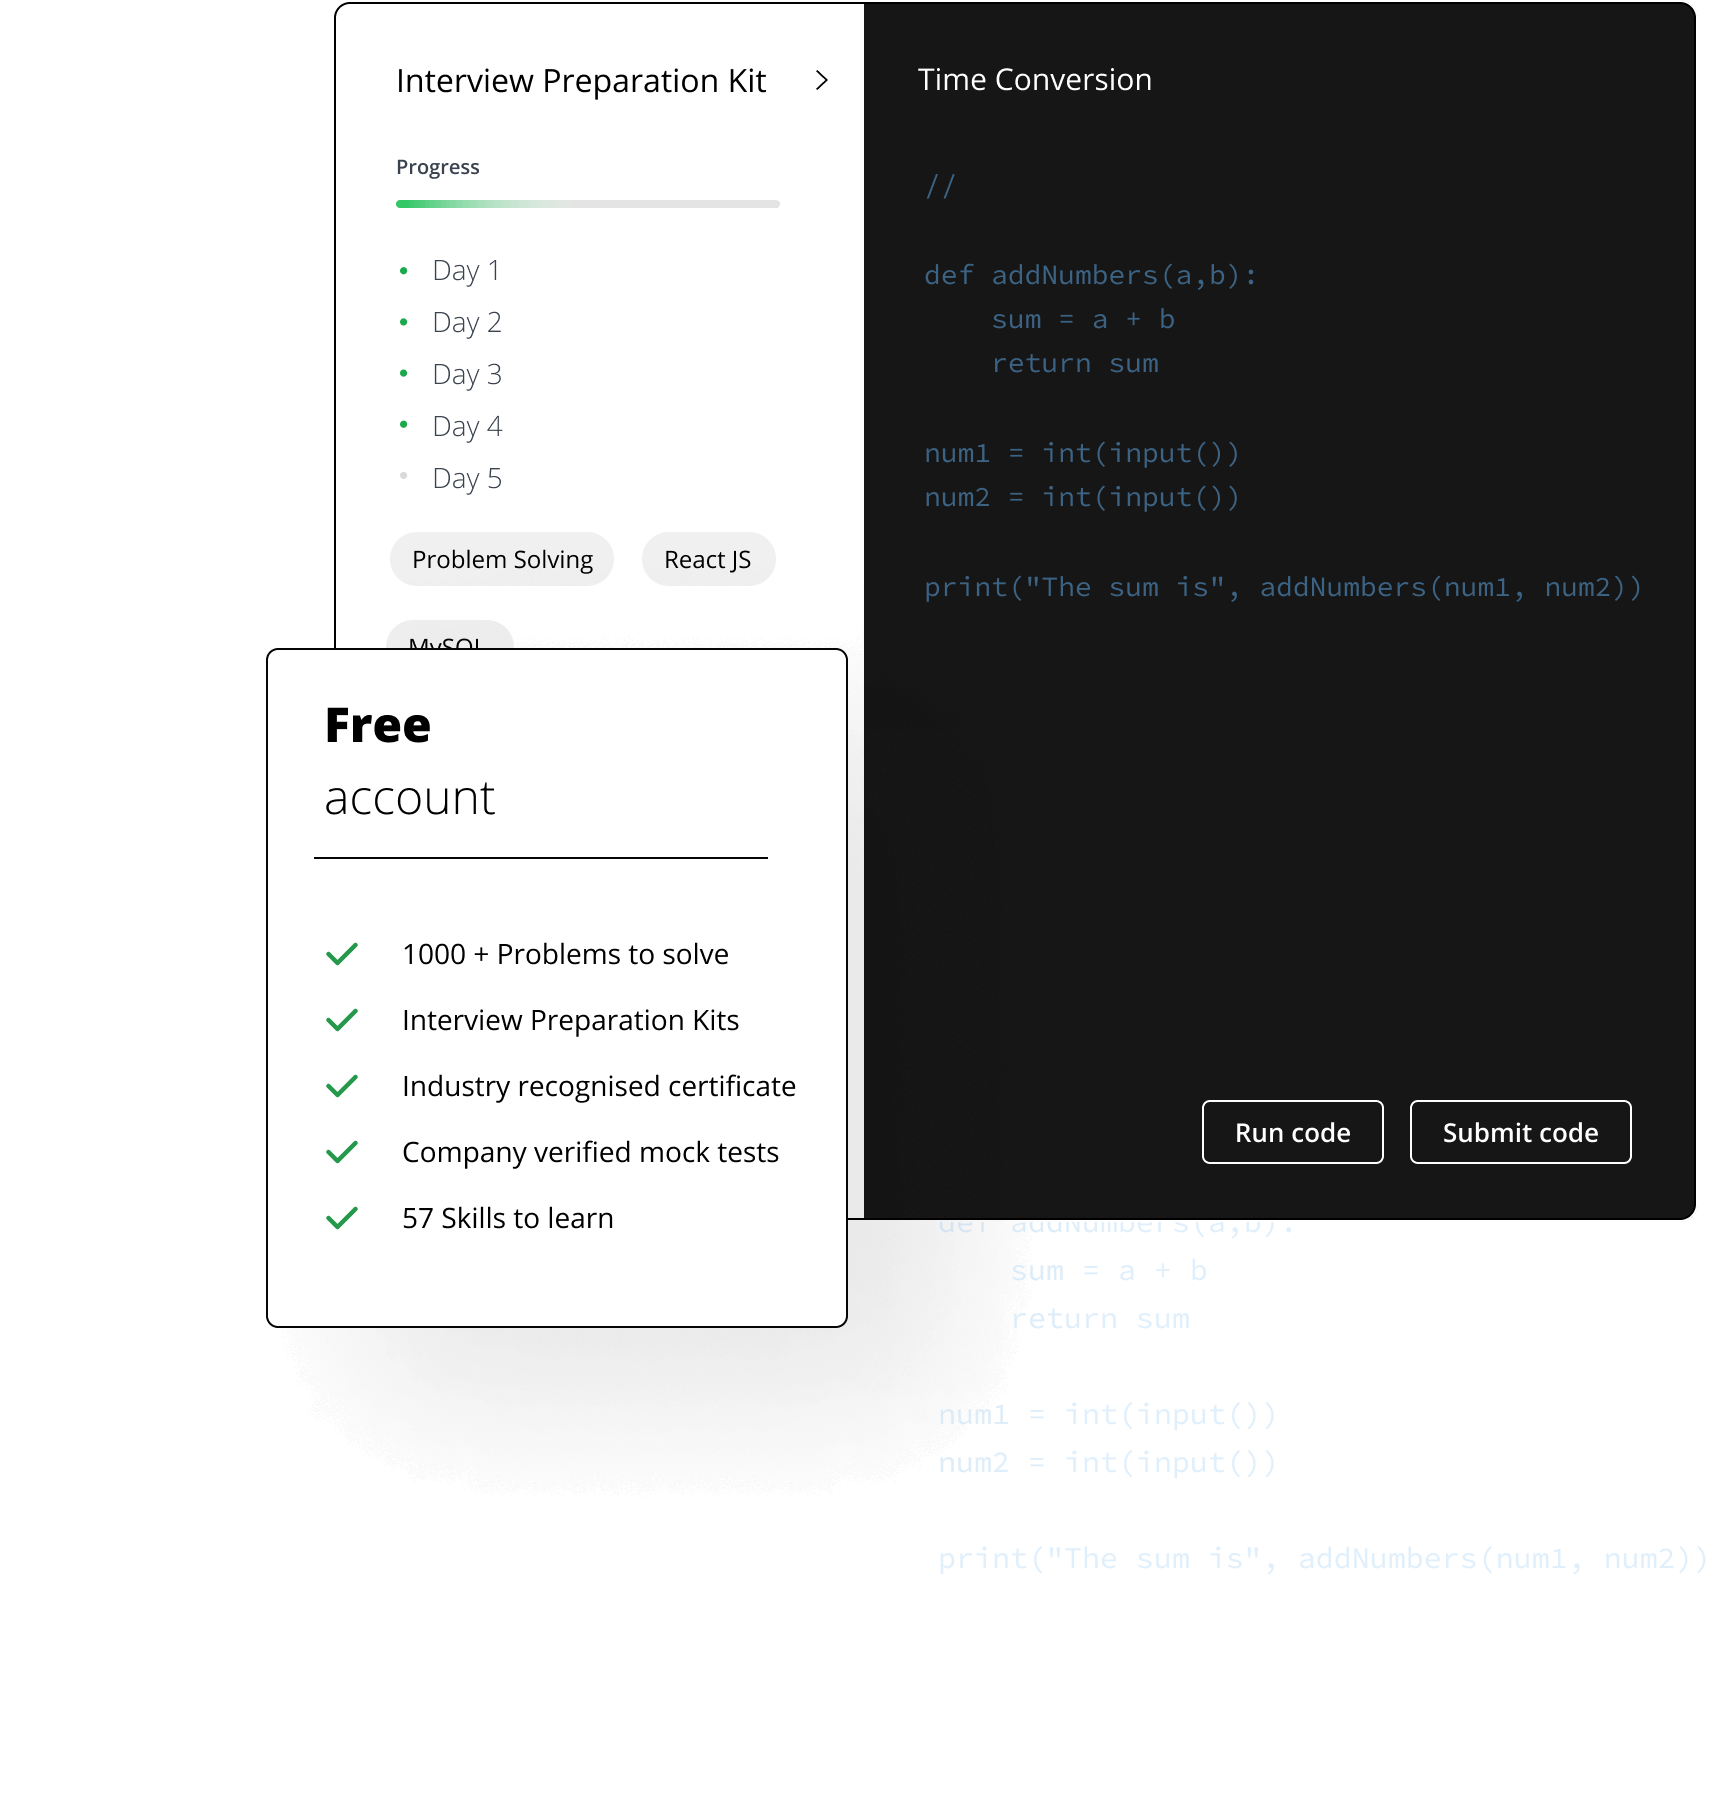 Interview Preparation Kit
Progress
Day 1
Day 2
Day 3
Day 4
Day 5
Problem Solving
React JS
MySQL
Free
account
1000 + Problems to solve
Interview Preparation Kits
Industry recognised certificate
Company verified mock tests
57 Skills to learn
Time Conversion
//
def addNumbers(a,b):
    sum = a + b
    return sum
num1 = int(input())
num2 = int(input())
print("The sum is", addNumbers(num1, num2))
Run code
Submit code
def addNumbers(a,b):
    sum = a + b
    return sum
num1 = int(input())
num2 = int(input())
print("The sum is", addNumbers(num1, num2))